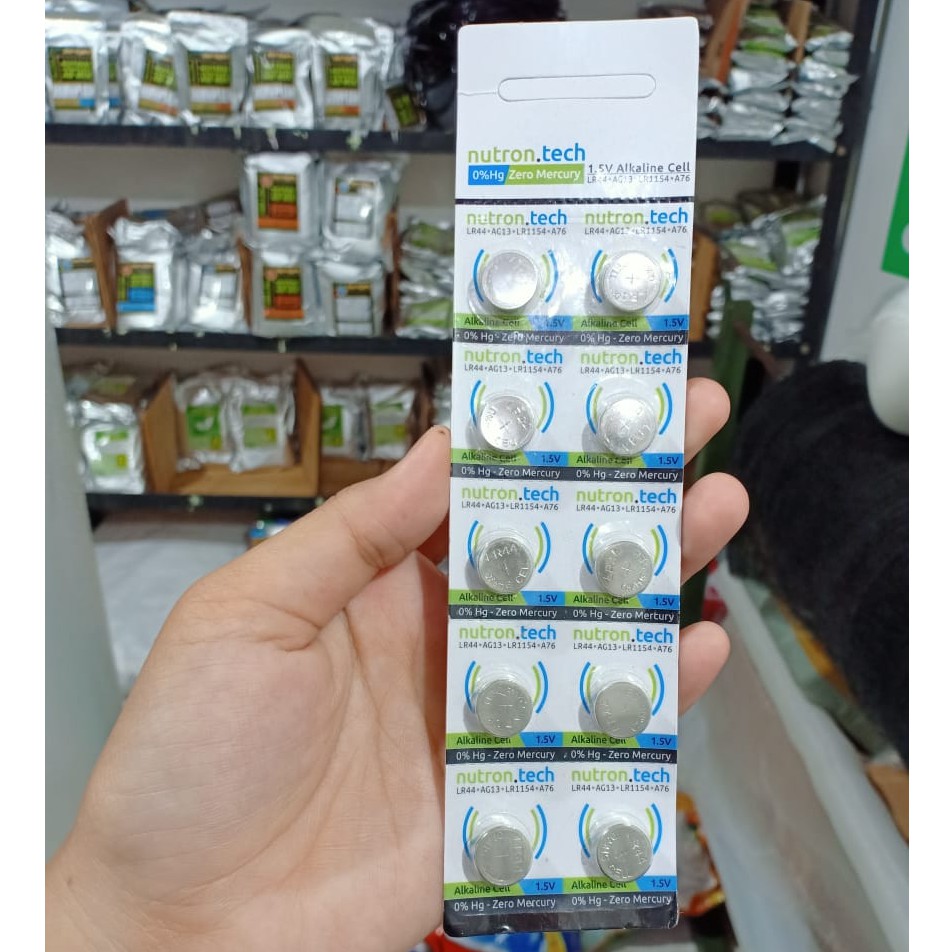 nutron.tech
0%Hg Zero Mercury
1.5V Alkaline Cell
LR44•AG13•LR1154•A76
nutron.tech nutron.tech
LR44•AG13•LR1154•A76 LR44•AG13•LR1154•A76
Alkaline Cell 1.5V Alkaline Cell 1.5V
0% Hg - Zero Mercury 0% Hg - Zero Mercury
nutron.tech nutron.tech
LR44•AG13•LR1154•A76 LR44•AG13•LR1154•A76
CELL
Alkaline Cell 1.5V Alkaline Cell 1.5V
0% Hg - Zero Mercury 0% Hg - Zero Mercury
nutron.tech nutron.tech
LR44•AG13•LR1154•A76 LR44•AG13•LR1154•A76
LR44
Alkaline Cell 1.5V Alkaline Cell 1.5V
0% Hg - Zero Mercury 0% Hg - Zero Mercury
nutron.tech nutron.tech
LR44•AG13•LR1154•A76 LR44•AG13•LR1154•A76
Alkaline Cell 1.5V Alkaline Cell 1.5V
0% Hg - Zero Mercury 0% Hg - Zero Mercury
nutron.tech nutron.tech
LR44•AG13•LR1154•A76 LR44•AG13•LR1154•A76
Alkaline Cell 1.5V Alkaline Cell 1.5V
0% Hg - Zero Mercury 0% Hg - Zero Mercury